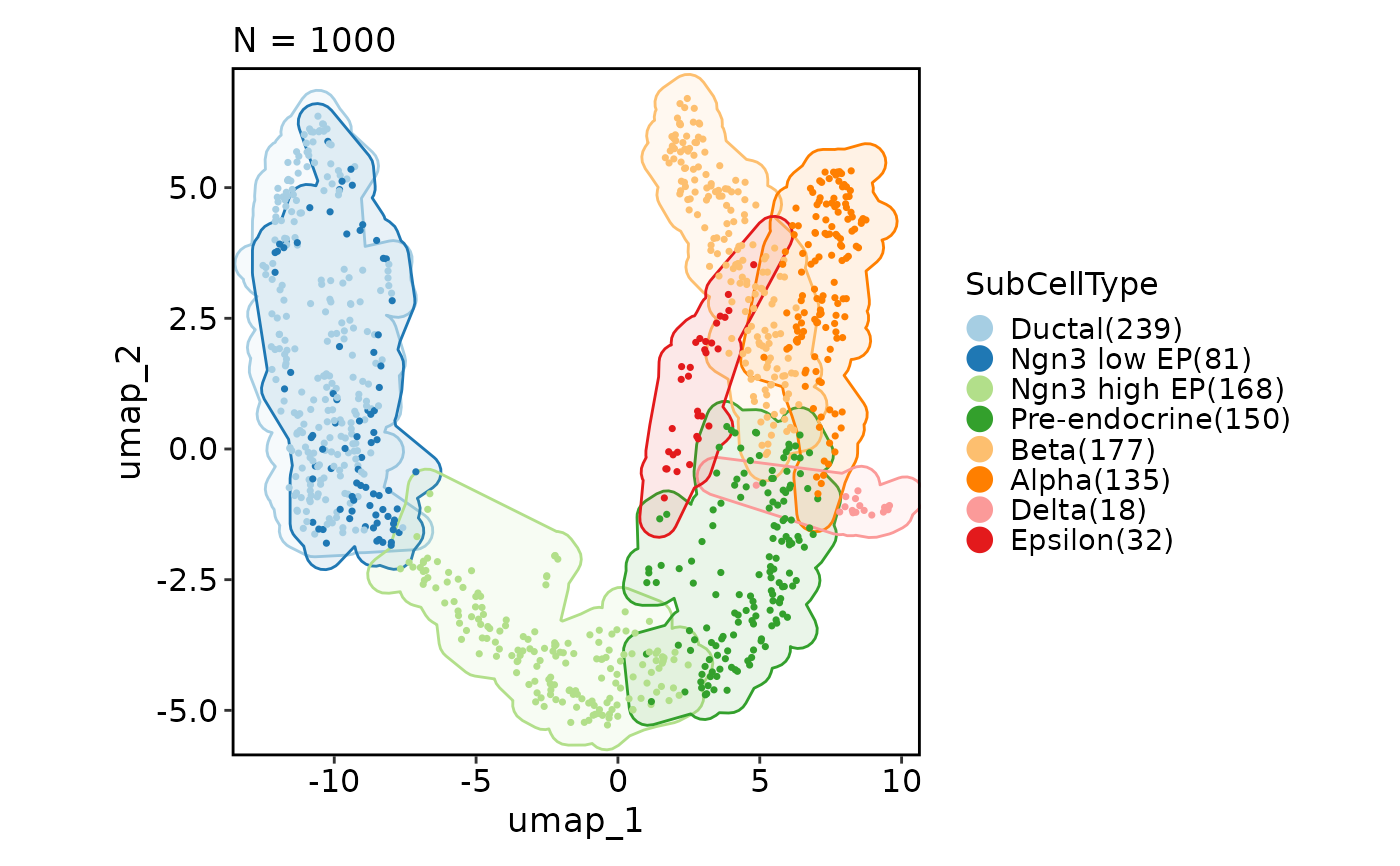 N = 1000
umap_2
5.0
2.5
0.0
-2.5
-5.0
-10
-5
0
5
10
umap_1
SubCellType
Ductal(239)
Ngn3 low EP(81)
Ngn3 high EP(168)
Pre-endocrine(150)
Beta(177)
Alpha(135)
Delta(18)
Epsilon(32)